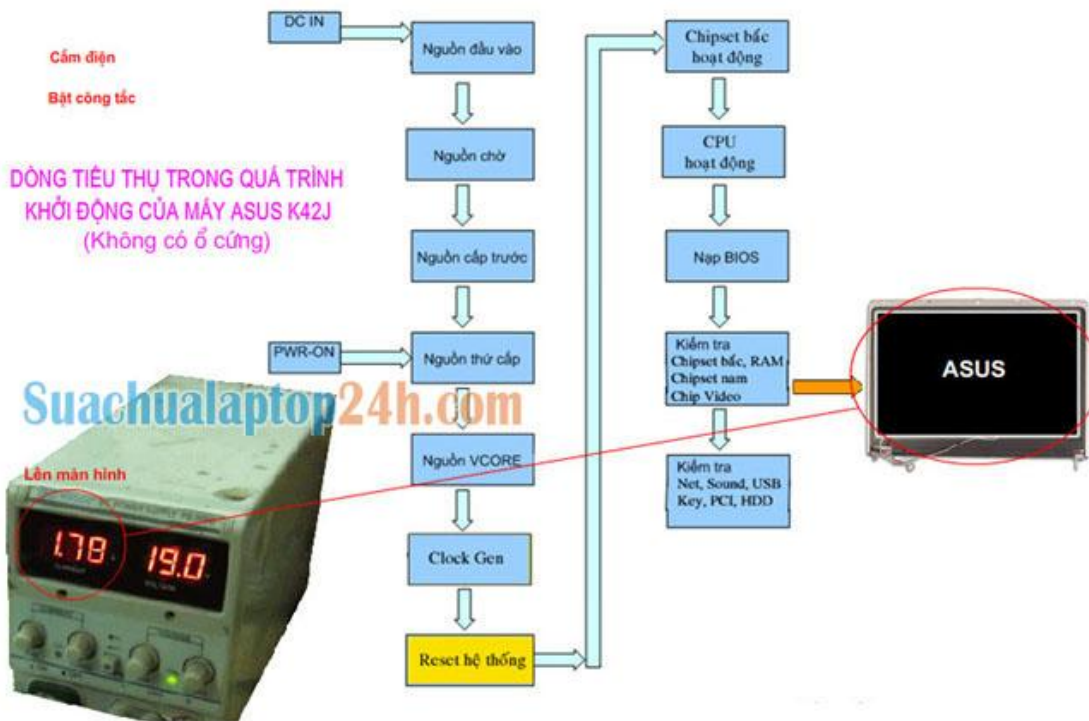 DC IN
Nguồn đầu vào
Chipset bắc
hoạt động
Cắm điện
Bật công tắc
Nguồn chờ
CPU
hoạt động
DÒNG TIÊU THỤ TRONG QUÁ TRÌNH
KHỞI ĐỘNG CỦA MÁY ASUS K42J
(Không có ổ cứng)
Nguồn cấp trước
Nạp BIOS
PWR-ON
Nguồn thứ cấp
Kiểm tra
Chipset bắc, RAM
Chipset nam
Chip Video
ASUS
Suachualaptop24h.com
Nguồn VCORE
Kiểm tra
Net, Sound, USB
Key, PCI, HDD
Lên màn hình
1.78
19.0
Clock Gen
Reset hệ thống